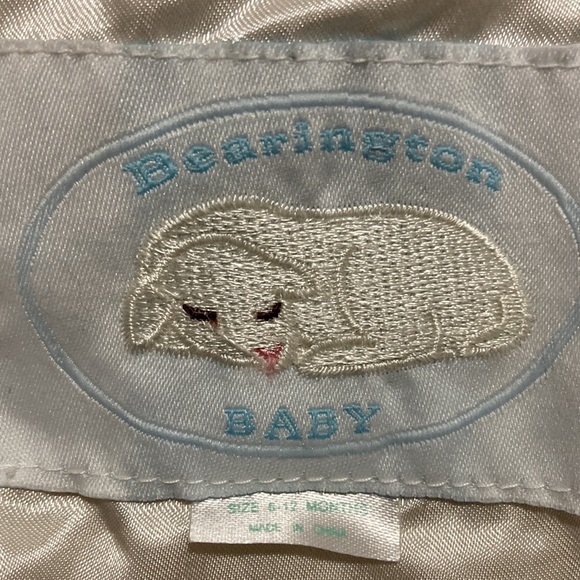 Bearington
BABY
SIZE 6-12 MONTHS
MADE IN CHINA